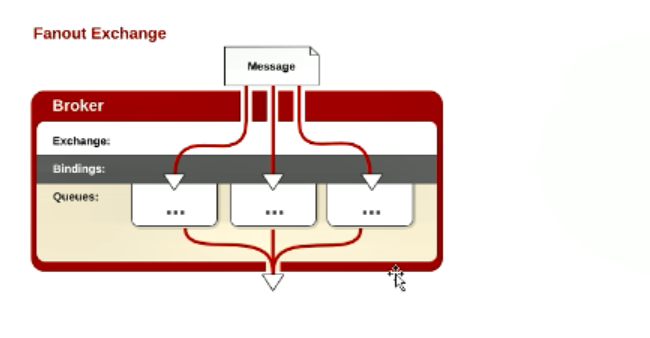 Fanout Exchange
Message
Broker
Exchange:
Bindings:
Queues:
... ... ...